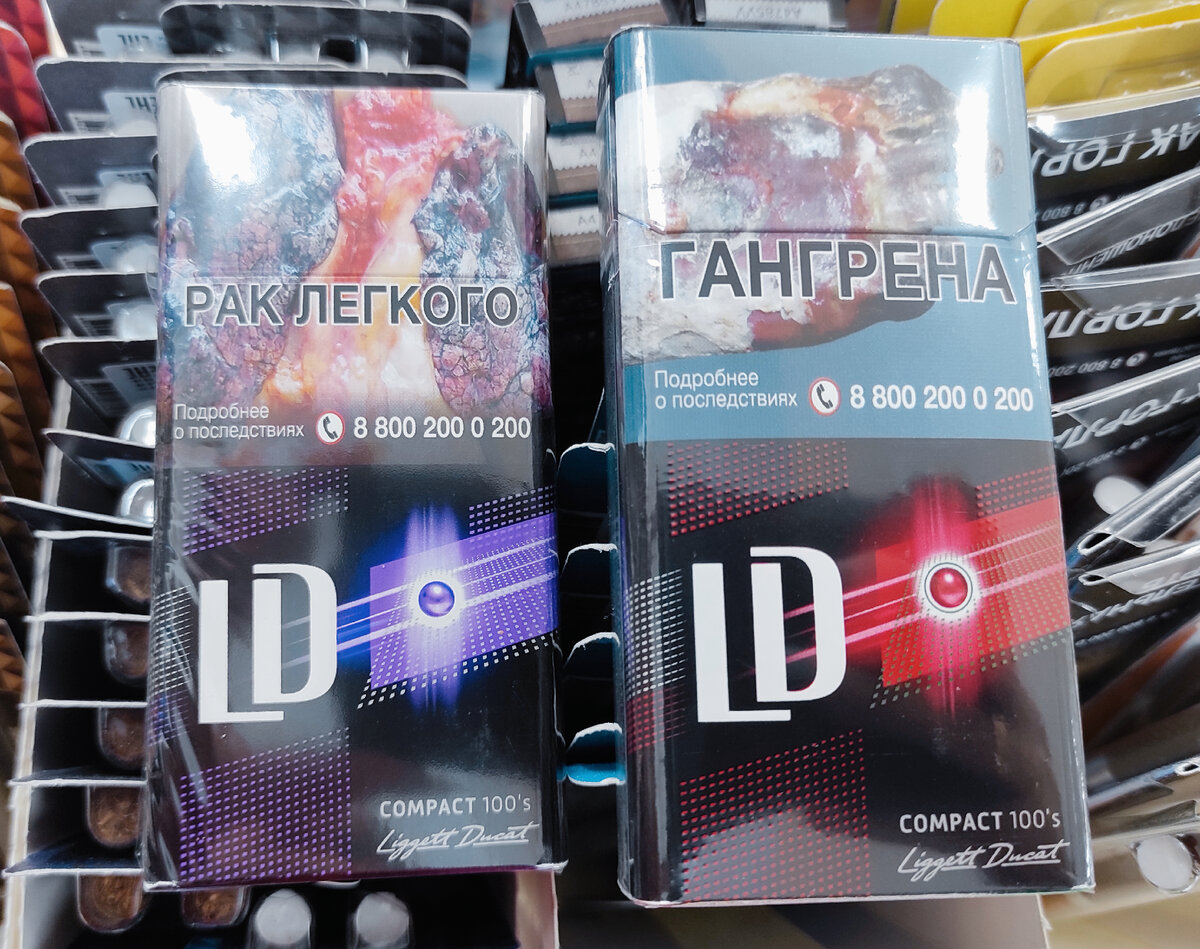 РАК ЛЕГКОГО
Подробнее
о последствиях 8 800 200 0 200
LD
COMPACT 100's
Liggett Ducat
ГАНГРЕНА
Подробнее
о последствиях 8 800 200 0 200
LD
COMPACT 100's
Liggett Ducat